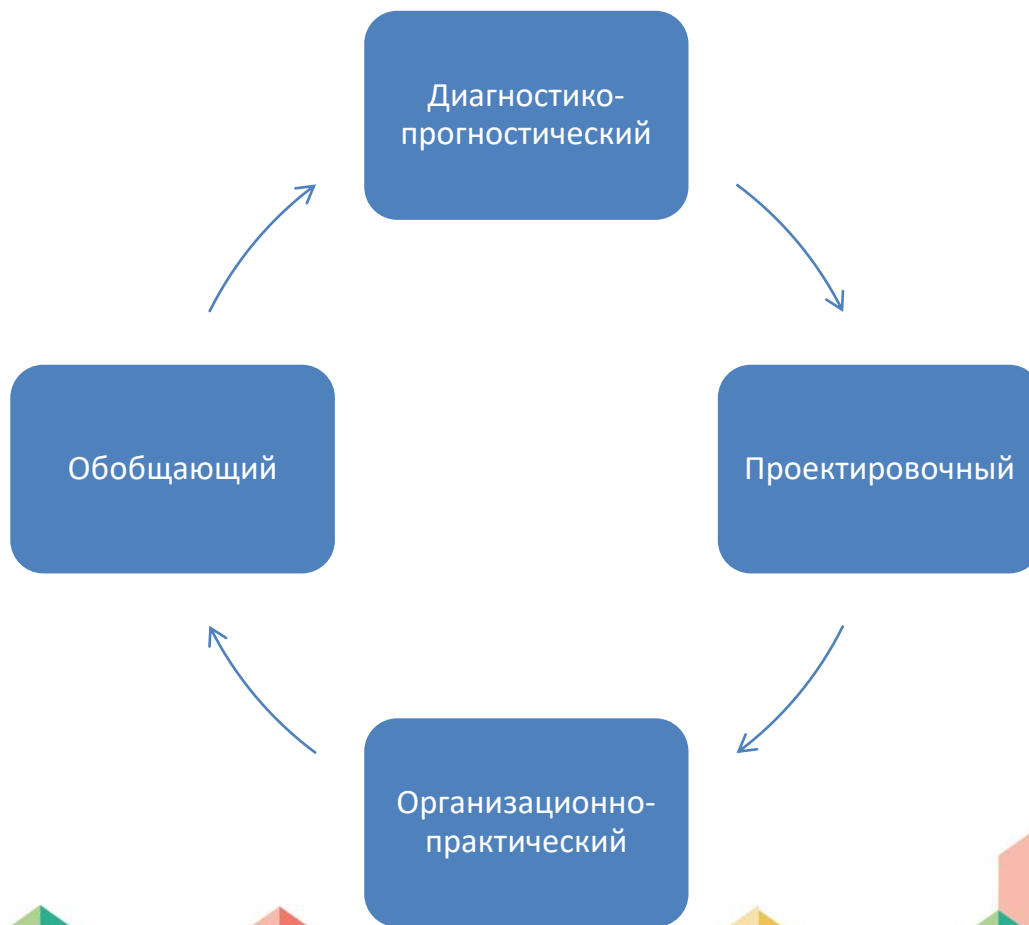 Диагностико-
прогностический
Обобщающий
Проектировочный
Организационно-
практический